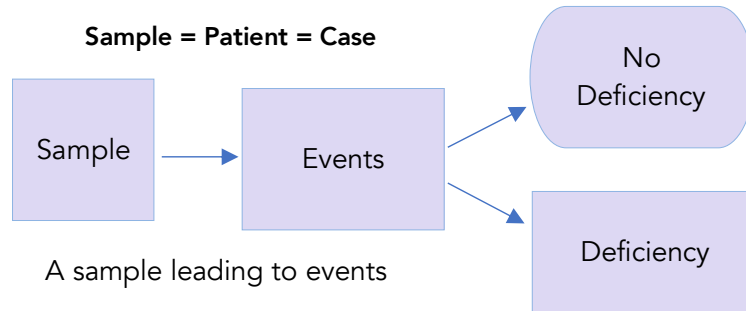 Sample = Patient = Case
No
Deficiency
Sample
Events
Deficiency
A sample leading to events